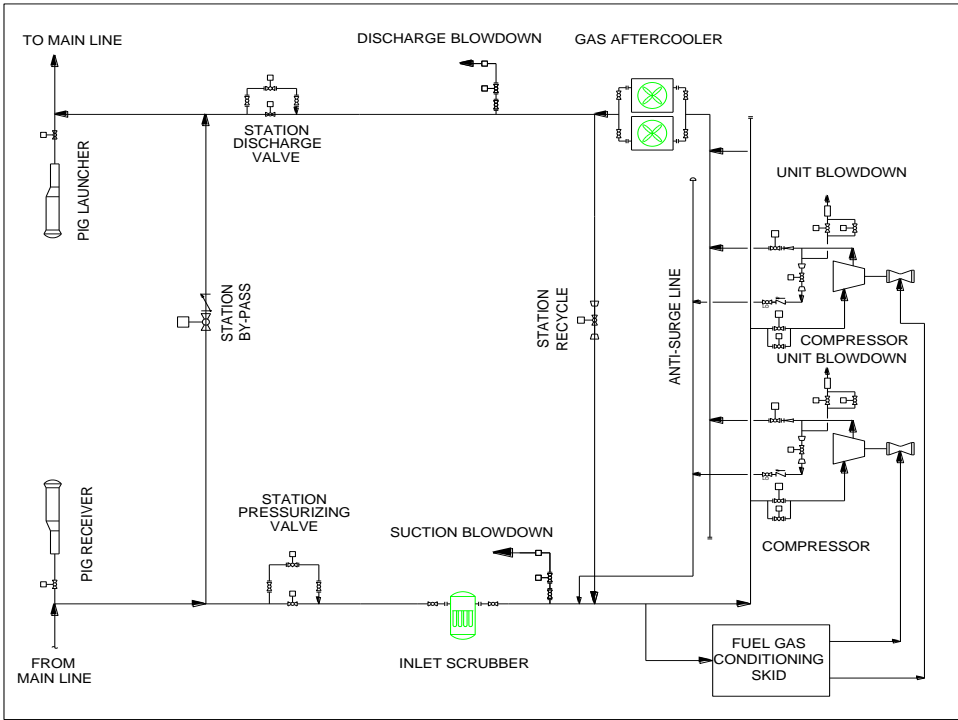 TO MAIN LINE
DISCHARGE BLOWDOWN
GAS AFTERCOOLER
STATION
DISCHARGE
VALVE
PIG LAUNCHER
UNIT BLOWDOWN
STATION
BY-PASS
STATION
RECYCLE
ANTI-SURGE LINE
COMPRESSOR
UNIT BLOWDOWN
PIG RECEIVER
STATION
PRESSURIZING
VALVE
SUCTION BLOWDOWN
COMPRESSOR
FROM
MAIN LINE
INLET SCRUBBER
FUEL GAS
CONDITIONING
SKID